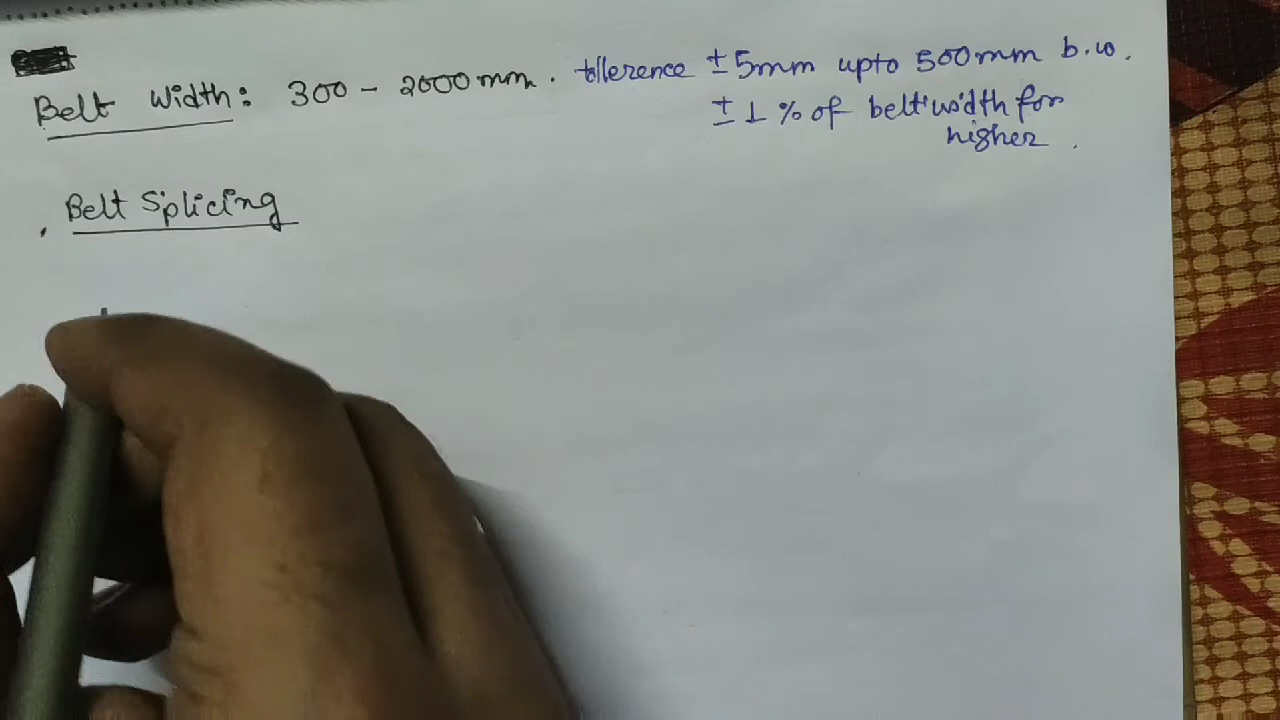 Belt Width: 300 - 2000 mm. tollerence ± 5mm upto 500mm b.w.
± 1 % of belt width for
higher.
Belt Splicing